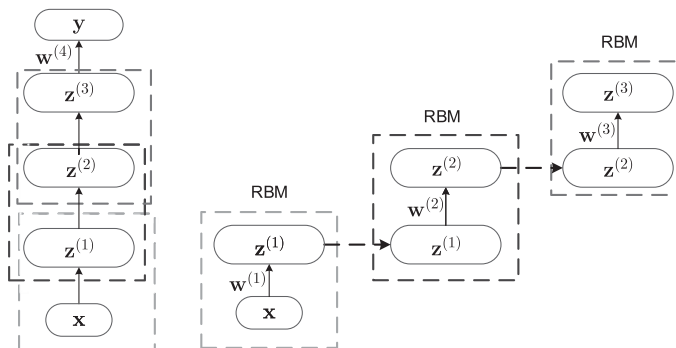 y
w(4)
z(3)
z(2)
z(1)
x
RBM
z(1)
w(1)
x
RBM
z(2)
w(2)
z(1)
RBM
z(3)
w(3)
z(2)